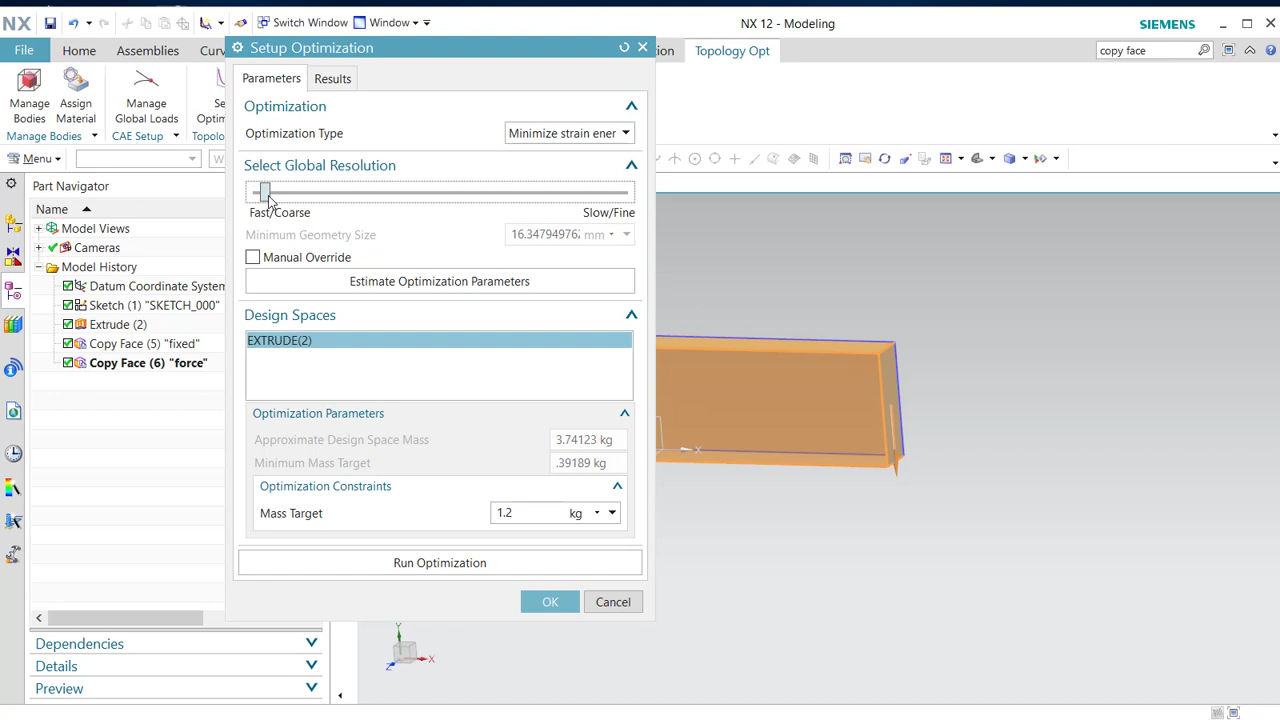 NX
Switch Window
Window
NX 12 - Modeling
SIEMENS
File
Home
Assemblies
Curv
Setup Optimization
ion
Topology Opt
copy face
Manage Bodies
Assign Material
Manage Global Loads
Se
Optim
Manage Bodies
CAE Setup
Topolo
Menu
W
Parameters
Results
Optimization
Optimization Type
Minimize strain ener
Select Global Resolution
Fast/Coarse
Slow/Fine
Minimum Geometry Size
mm
Manual Override
Estimate Optimization Parameters
Design Spaces
EXTRUDE(2)
Optimization Parameters
Approximate Design Space Mass
3.74123 kg
Minimum Mass Target
.39189 kg
Optimization Constraints
Mass Target
1.2
kg
Run Optimization
OK
Cancel
Part Navigator
Name
Model Views
Cameras
Model History
Datum Coordinate System
Sketch (1) "SKETCH_000"
Extrude (2)
Copy Face (5) "fixed"
Copy Face (6) "force"
Dependencies
Details
Preview
X
Y
Z
X